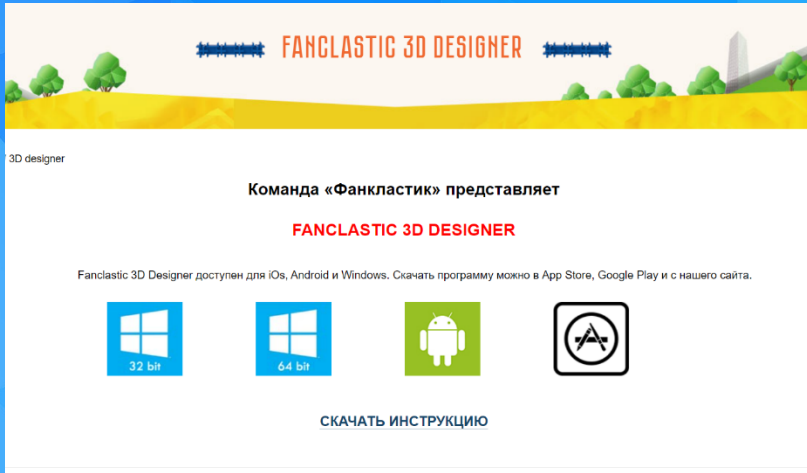 FANCLASTIC 3D DESIGNER
/ 3D designer
Команда «Фанкластик» представляет
FANCLASTIC 3D DESIGNER
Fanclastic 3D Designer доступен для iOs, Android и Windows. Скачать программу можно в App Store, Google Play и с нашего сайта.
32 bit
64 bit
СКАЧАТЬ ИНСТРУКЦИЮ